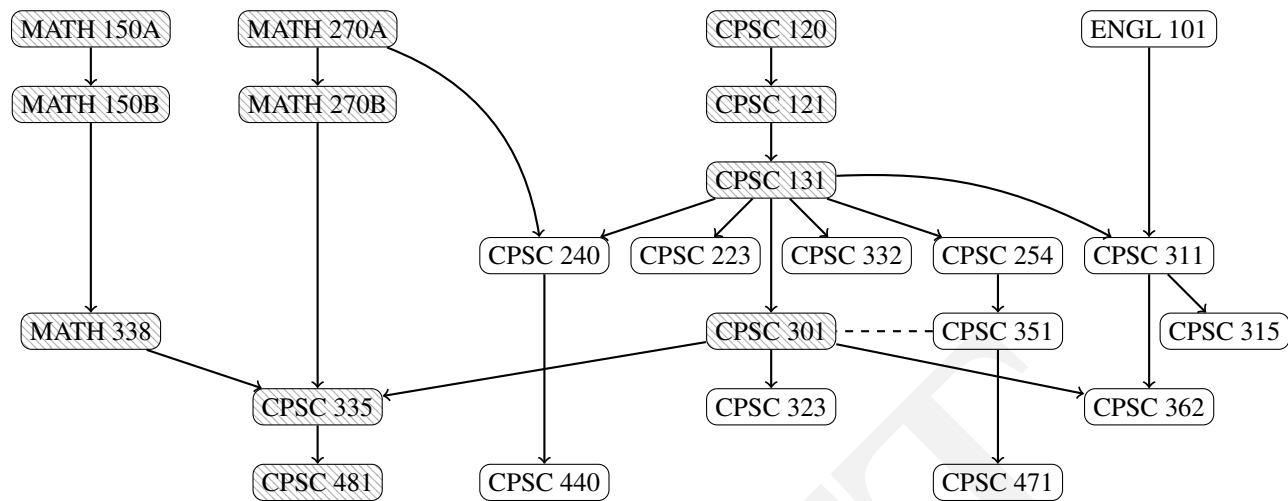 MATH 150A
MATH 270A
CPSC 120
ENGL 101
MATH 150B
MATH 270B
CPSC 121
CPSC 131
CPSC 240
CPSC 223
CPSC 332
CPSC 254
CPSC 311
MATH 338
CPSC 301
CPSC 351
CPSC 315
CPSC 335
CPSC 323
CPSC 362
CPSC 481
CPSC 440
CPSC 471